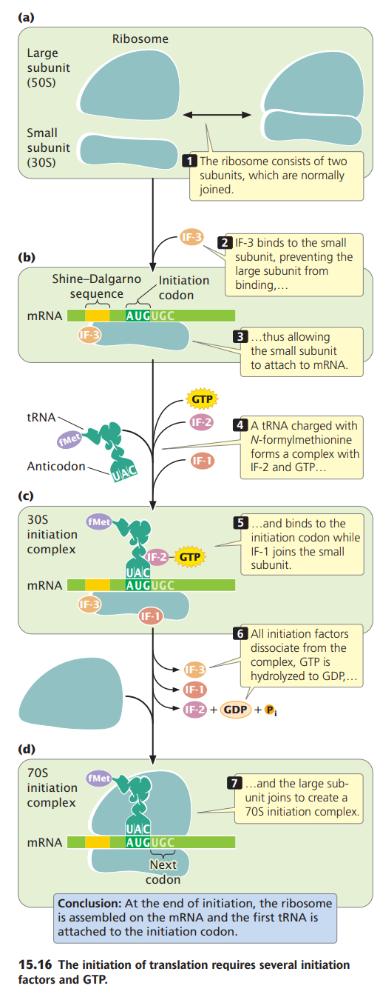 (a)
Ribosome
Large
subunit
(50S)
Small
subunit
(30S)
1 The ribosome consists of two
subunits, which are normally
joined.
IF-3
2 IF-3 binds to the small
subunit, preventing the
large subunit from
binding,…
(b)
Shine–Dalgarno
sequence
Initiation
codon
mRNA
AUGUGC
IF-3
3 …thus allowing
the small subunit
to attach to mRNA.
GTP
IF-2
tRNA
fMet
4 A tRNA charged with
N-formylmethionine
forms a complex with
IF-2 and GTP…
Anticodon
UAC
IF-1
(c)
30S
initiation
complex
fMet
5 …and binds to the
initiation codon while
IF-1 joins the small
subunit.
IF-2
GTP
UAC
mRNA
AUGUGC
IF-3
IF-1
6 All initiation factors
dissociate from the
complex, GTP is
hydrolyzed to GDP,…
IF-3
IF-1
IF-2 + GDP + Pi
(d)
70S
initiation
complex
fMet
7 …and the large sub-
unit joins to create a
70S initiation complex.
UAC
mRNA
AUGUGC
Next
codon
Conclusion: At the end of initiation, the ribosome
is assembled on the mRNA and the first tRNA is
attached to the initiation codon.
15.16 The initiation of translation requires several initiation
factors and GTP.